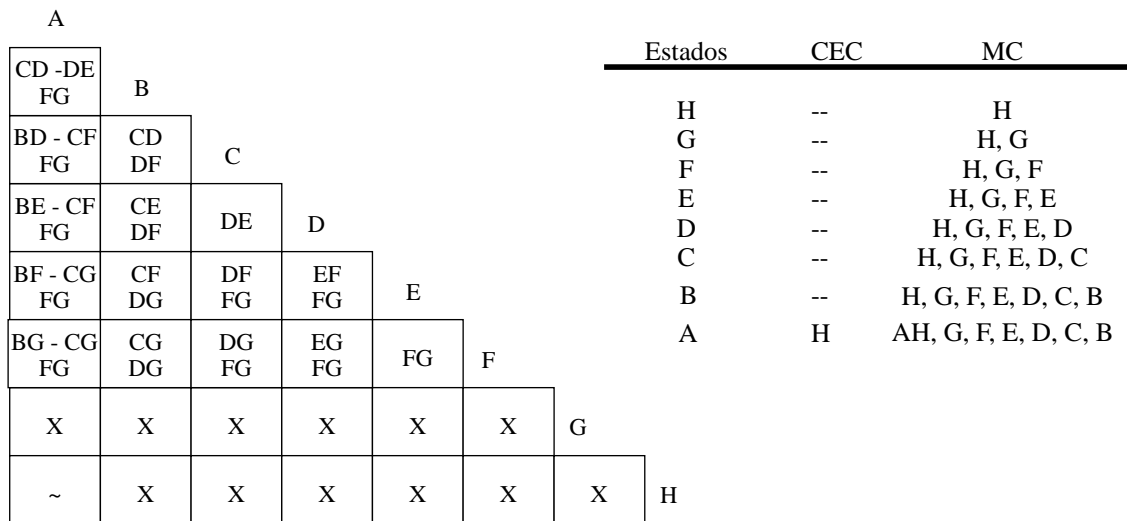 A
CD -DE
FG
B
BD - CF
FG
CD
DF
C
BE - CF
FG
CE
DF
DE
D
BF - CG
FG
CF
DG
DF
FG
EF
FG
E
BG - CG
FG
CG
DG
DG
FG
EG
FG
FG
F
X X X X X X G
~ X X X X X X H
Estados CEC MC
H -- H
G -- H, G
F -- H, G, F
E -- H, G, F, E
D -- H, G, F, E, D
C -- H, G, F, E, D, C
B -- H, G, F, E, D, C, B
A H AH, G, F, E, D, C, B